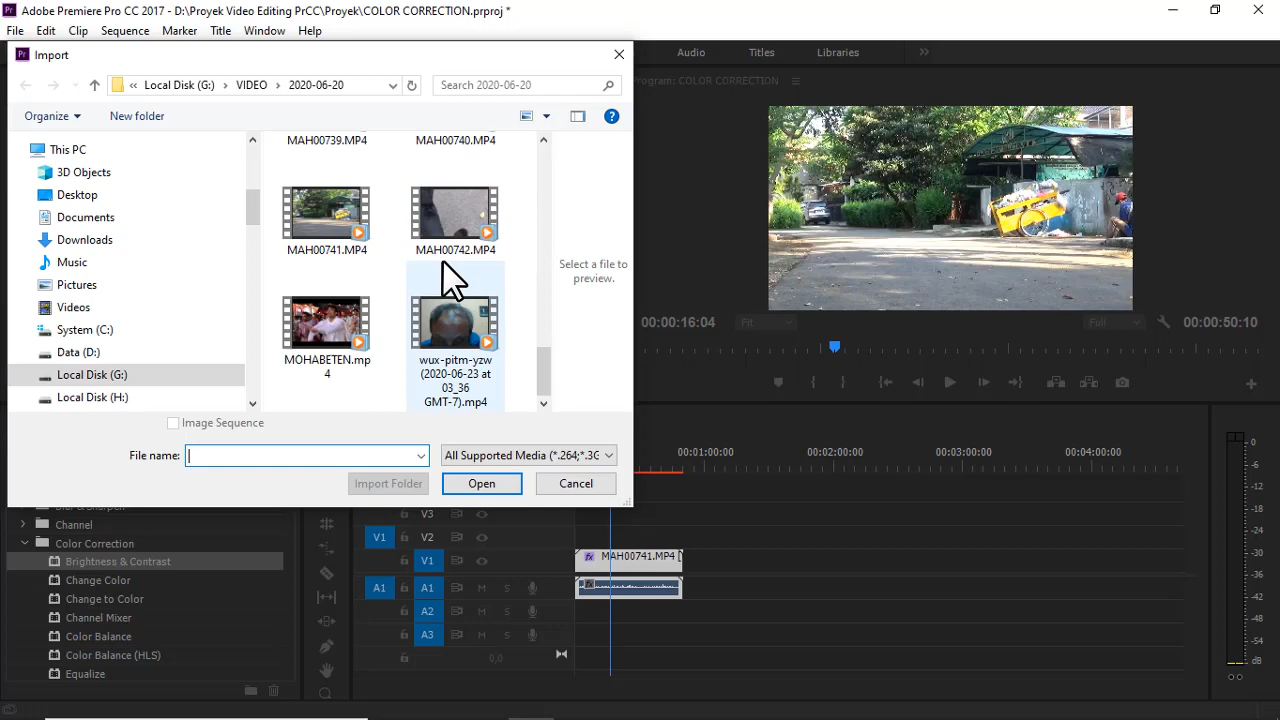 Adobe Premiere Pro CC 2017 - D:\Proyek Video Editing PrCC\Proyek\COLOR CORRECTION.prproj *
File Edit Clip Sequence Marker Title Window Help
Import
Audio Titles Libraries
Local Disk (G:) VIDEO 2020-06-20
Search 2020-06-20
Program: COLOR CORRECTION
Organize New folder
This PC
3D Objects
Desktop
Documents
Downloads
Music
Pictures
Videos
System (C:)
Data (D:)
Local Disk (G:)
Local Disk (H:)
MAH00739.MP4 MAH00740.MP4
MAH00741.MP4 MAH00742.MP4
MOHABETEN.mp
4
wux-pitm-yzw
(2020-06-23 at
03_36
GMT-7).mp4
Select a file to
preview.
Image Sequence
File name:
All Supported Media (*.264;*.3G
Import Folder Open Cancel
00:00:16:04 Fit Full 00:00:50:10
00:01:00:00 00:02:00:00 00:03:00:00 00:04:00:00
Channel
Color Correction
Brightness & Contrast
Change Color
Change to Color
Channel Mixer
Color Balance
Color Balance (HLS)
Equalize
V3
V1 V2
V1 fx MAH00741.MP4 [
A1 A1 M S
A2 M S
A3 M S
0,0
0
-6
-12
-18
-24
-30
-36
-42
-48
-54
dB